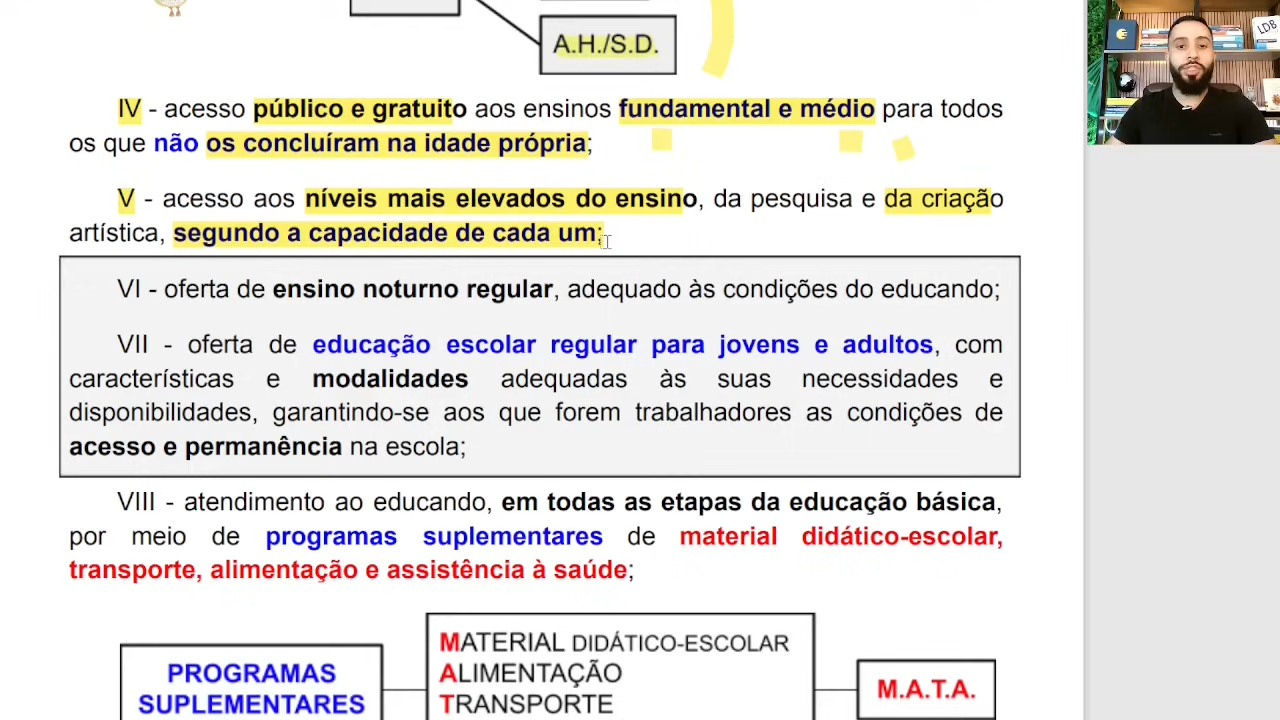 A.H./S.D.
LDB
IV - acesso público e gratuito aos ensinos fundamental e médio para todos
os que não os concluíram na idade própria;
V - acesso aos níveis mais elevados do ensino, da pesquisa e da criação
artística, segundo a capacidade de cada um;
VI - oferta de ensino noturno regular, adequado às condições do educando;
VII - oferta de educação escolar regular para jovens e adultos, com
características e modalidades adequadas às suas necessidades e
disponibilidades, garantindo-se aos que forem trabalhadores as condições de
acesso e permanência na escola;
VIII - atendimento ao educando, em todas as etapas da educação básica,
por meio de programas suplementares de material didático-escolar,
transporte, alimentação e assistência à saúde;
PROGRAMAS
SUPLEMENTARES
MATERIAL DIDÁTICO-ESCOLAR
ALIMENTAÇÃO
TRANSPORTE
M.A.T.A.